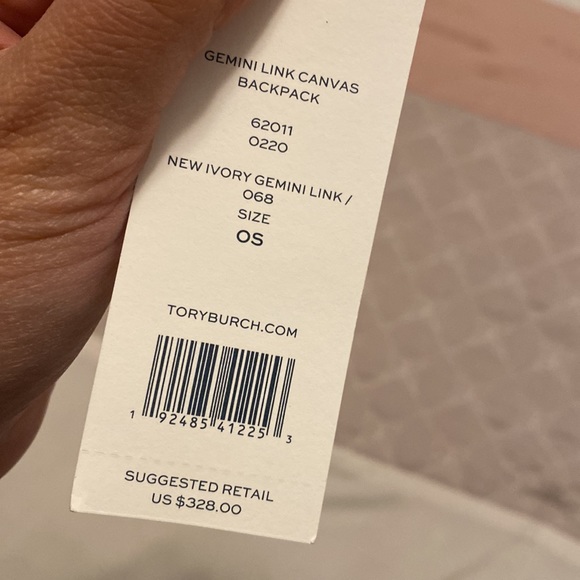 GEMINI LINK CANVAS
BACKPACK
62011
0220
NEW IVORY GEMINI LINK /
068
SIZE
OS
TORYBURCH.COM
1 92485 41225 3
SUGGESTED RETAIL
US $328.00